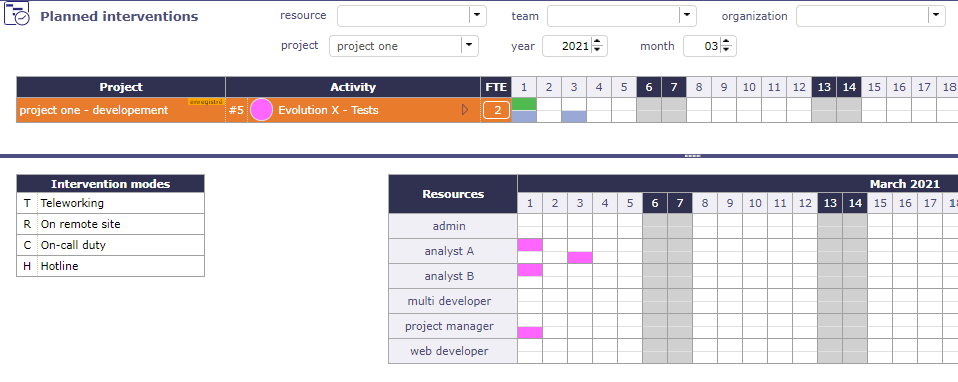 Planned interventions
resource team organization
project project one year 2021 month 03
Project Activity FTE 1 2 3 4 5 6 7 8 9 10 11 12 13 14 15 16 17 18
project one - developement enregistré #5 Evolution X - Tests 2
Intervention modes
T Teleworking
R On remote site
C On-call duty
H Hotline
Resources March 2021
1 2 3 4 5 6 7 8 9 10 11 12 13 14 15 16 17 18
admin
analyst A
analyst B
multi developer
project manager
web developer